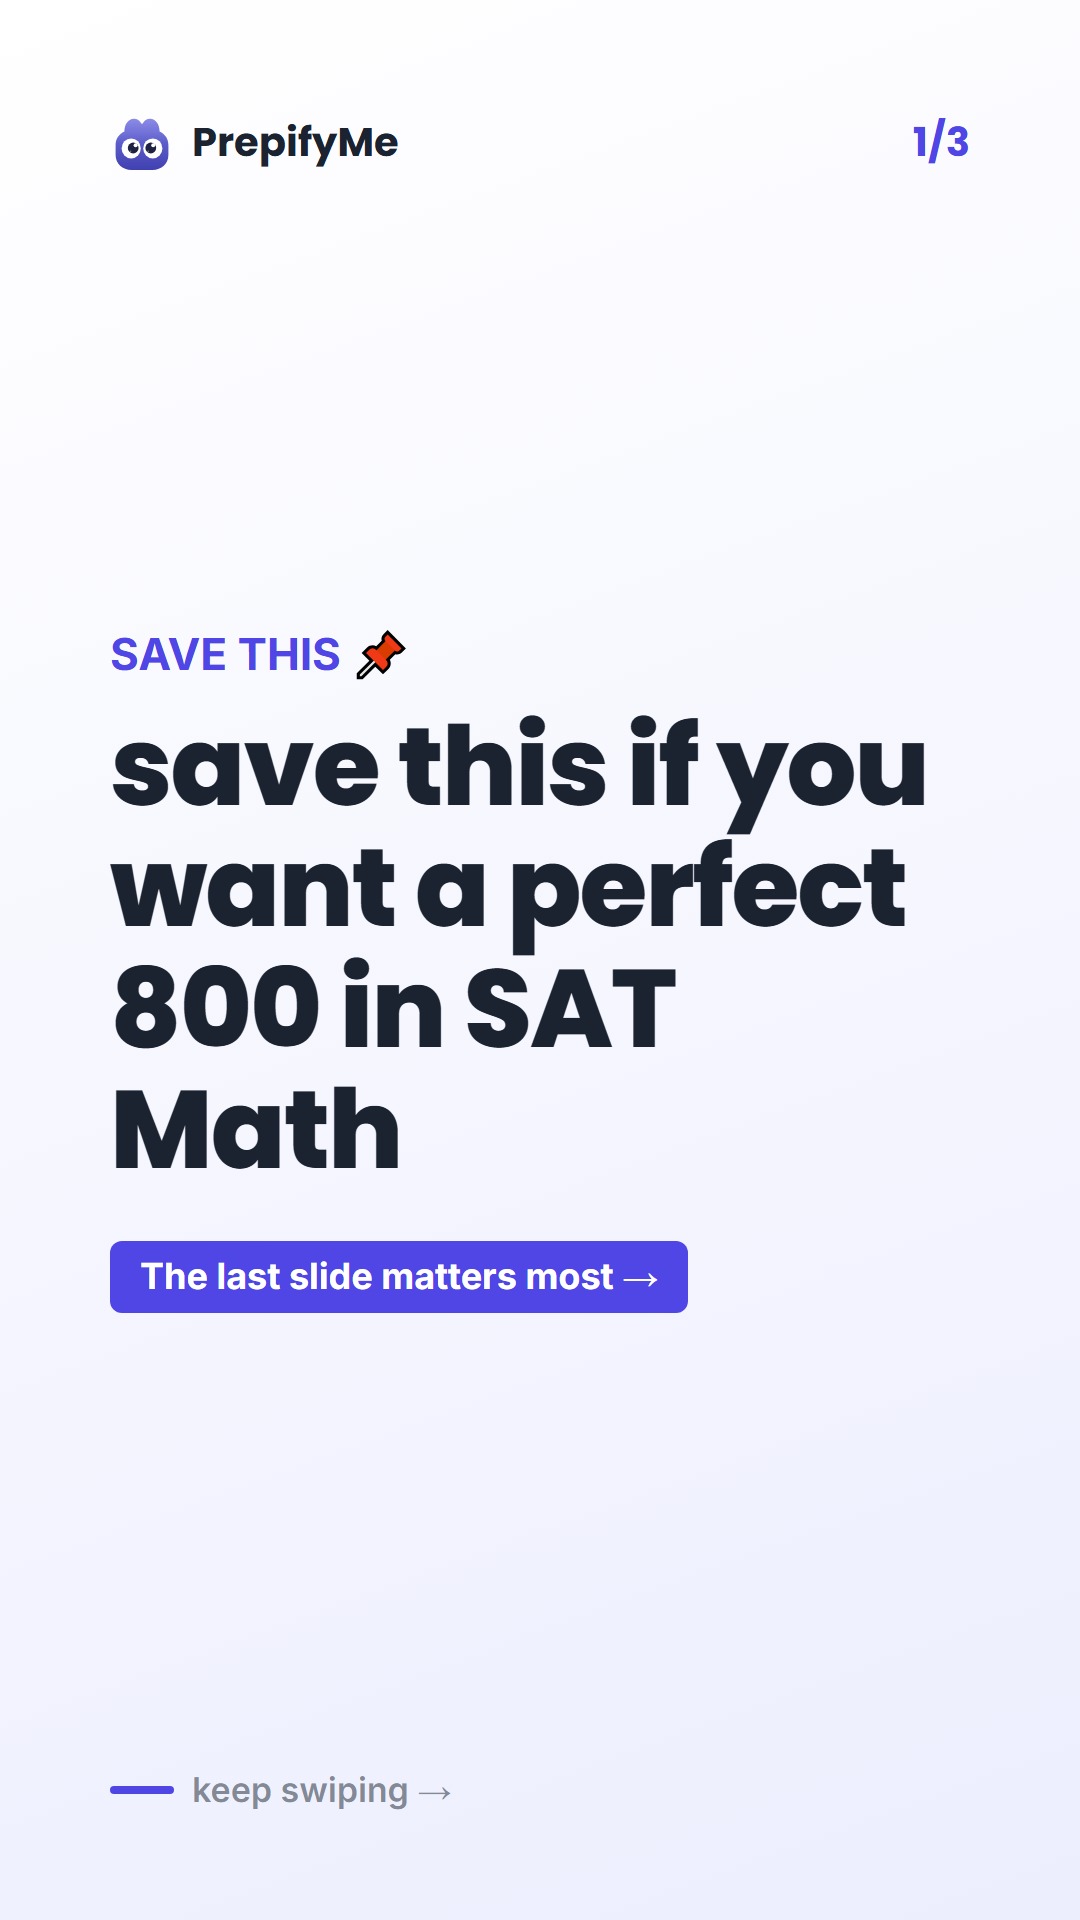 PrepifyMe
1/3
SAVE THIS 📌
save this if you
want a perfect
800 in SAT
Math
The last slide matters most →
keep swiping →